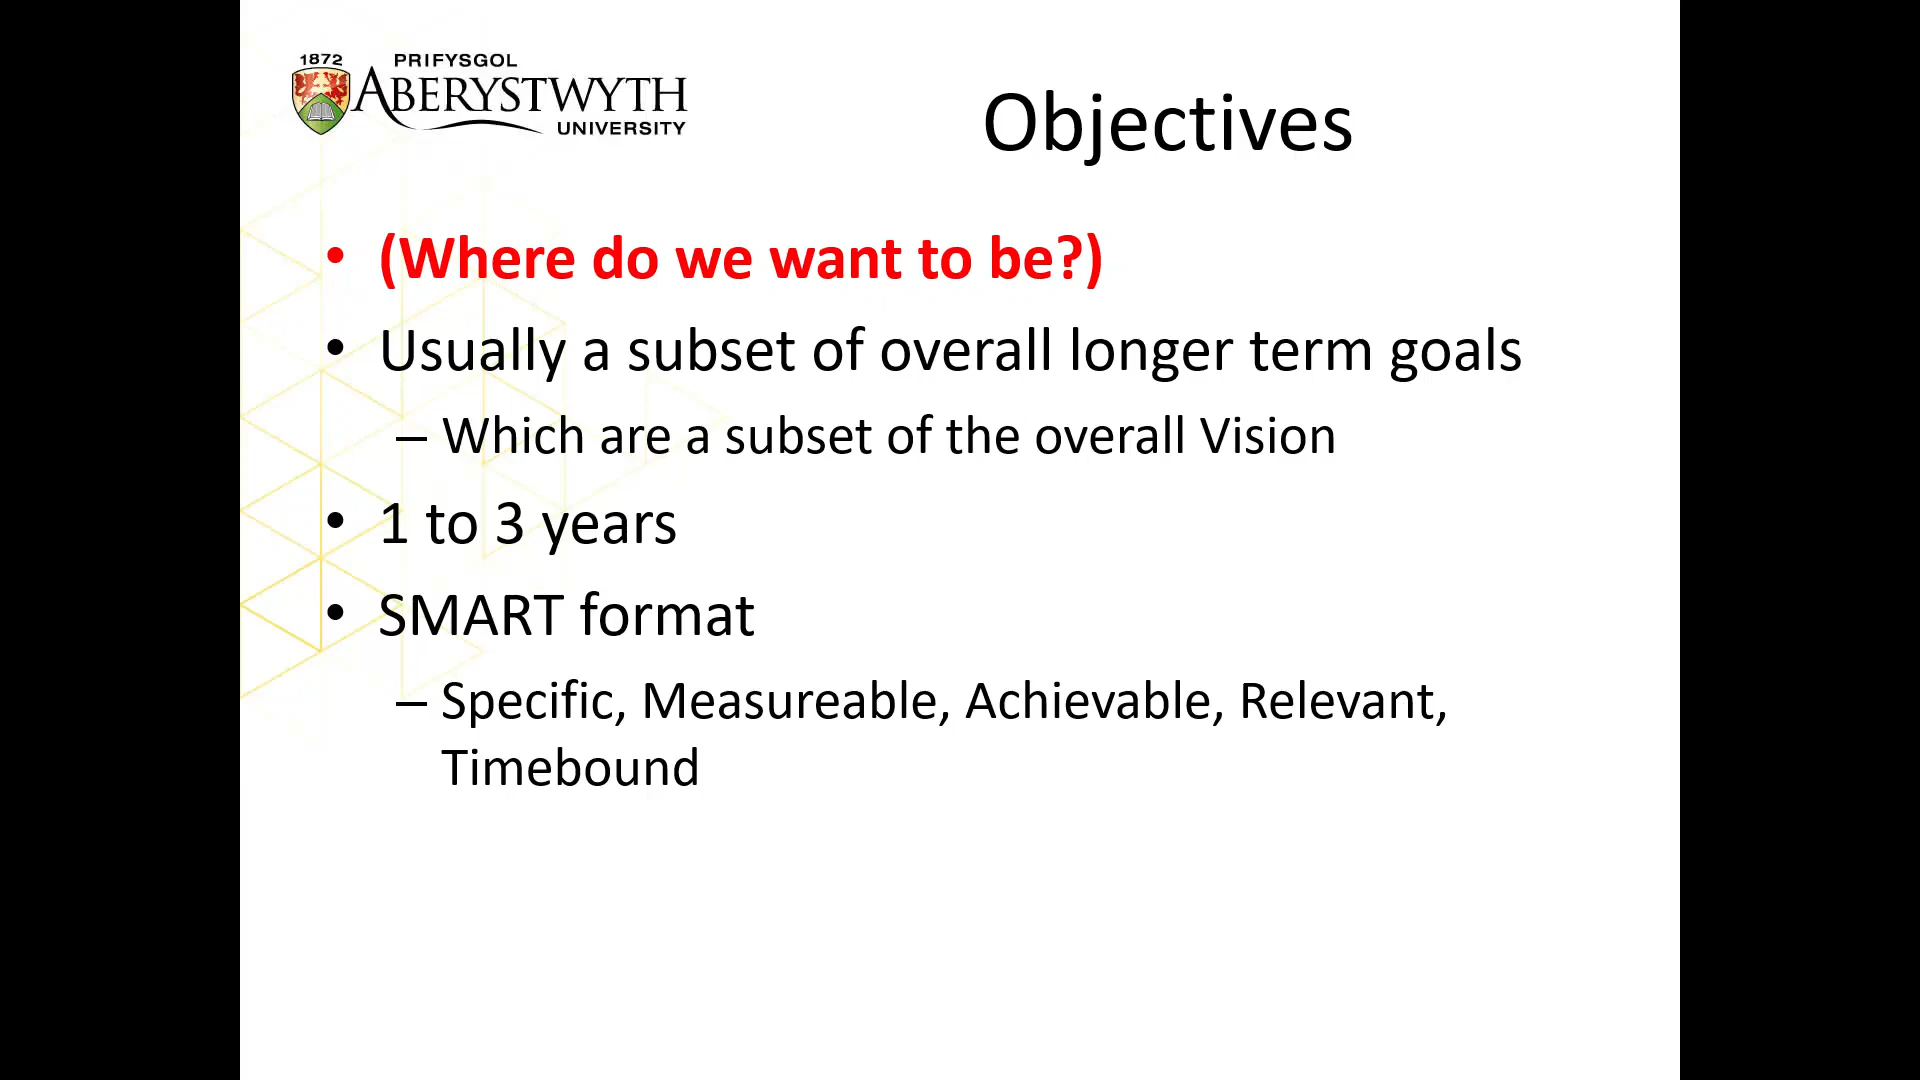 1872
PRIFYSGOL
ABERYSTWYTH
UNIVERSITY
Objectives
• (Where do we want to be?)
• Usually a subset of overall longer term goals
– Which are a subset of the overall Vision
• 1 to 3 years
• SMART format
– Specific, Measureable, Achievable, Relevant,
Timebound